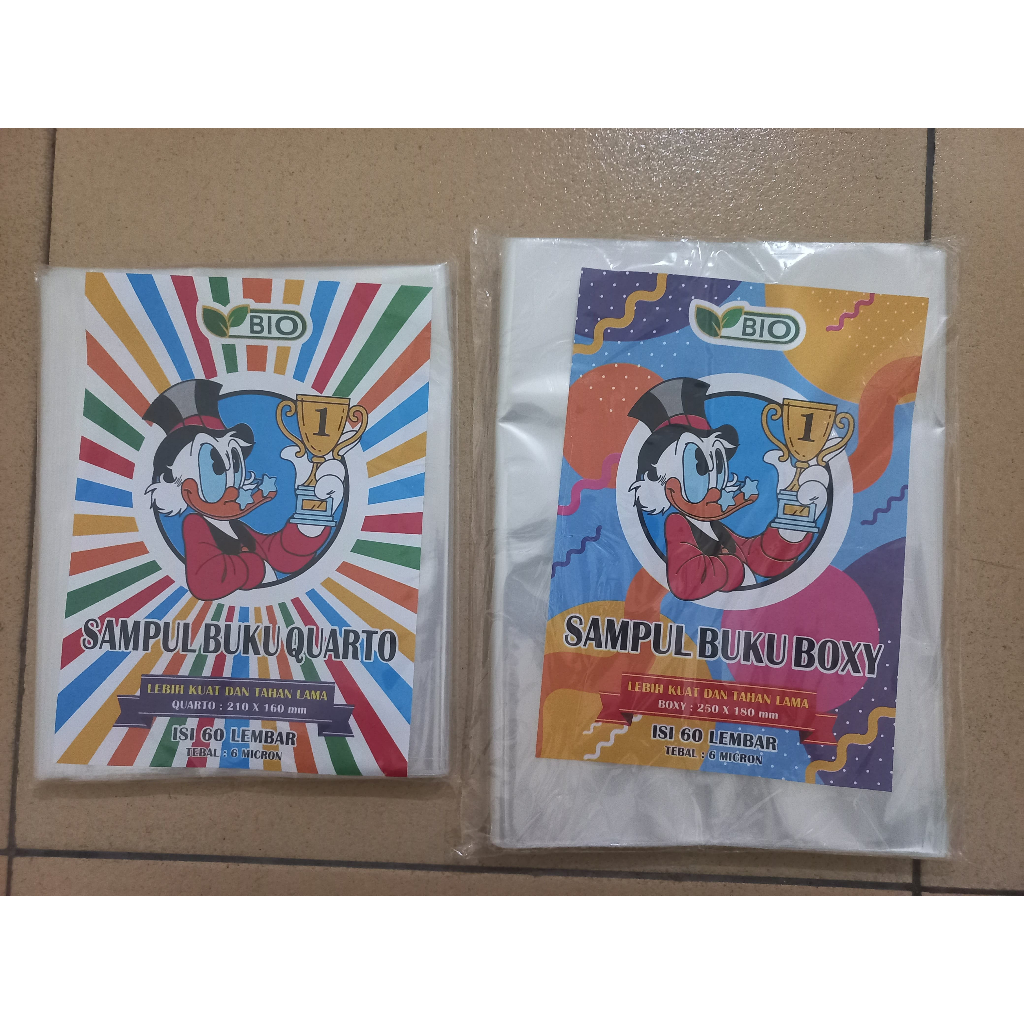 BIO
1
SAMPUL BUKU QUARTO
LEBIH KUAT DAN TAHAN LAMA
QUARTO : 210 X 160 mm
ISI 60 LEMBAR
TEBAL : 6 MICRON
BIO
1
SAMPUL BUKU BOXY
LEBIH KUAT DAN TAHAN LAMA
BOXY : 250 X 180 mm
ISI 60 LEMBAR
TEBAL : 6 MICRON